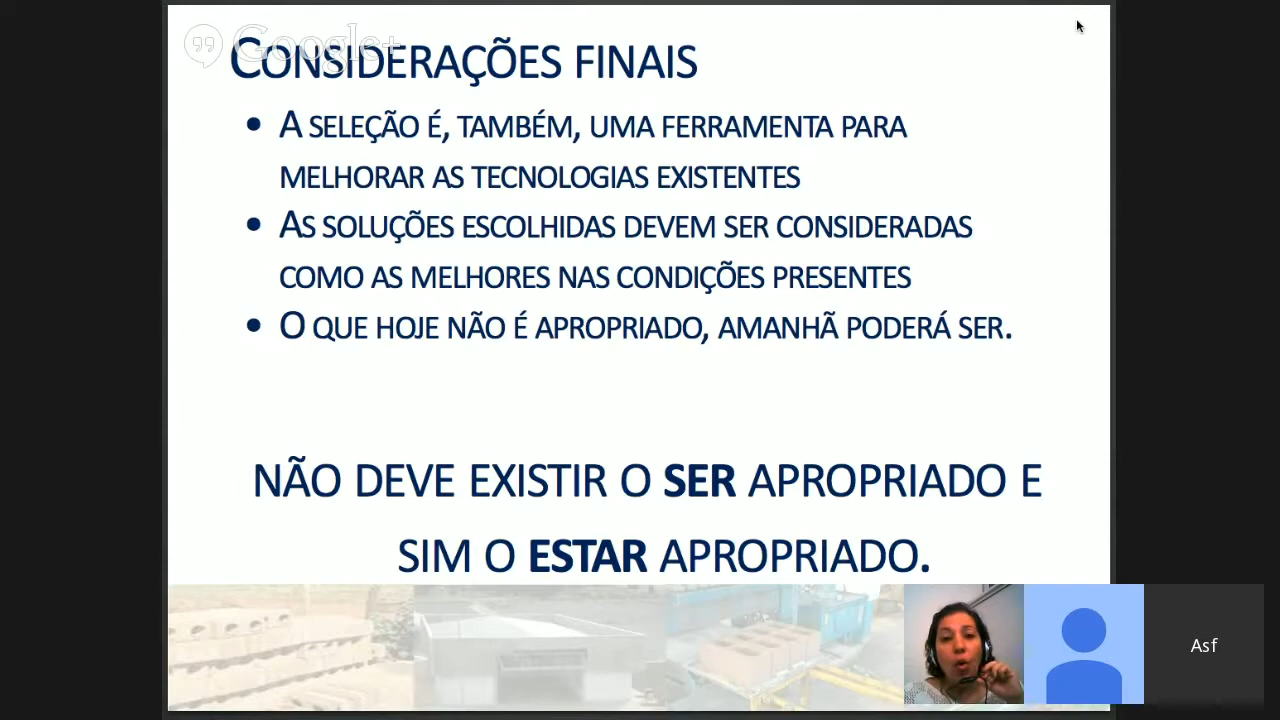 Google+
CONSIDERAÇÕES FINAIS
• A SELEÇÃO É, TAMBÉM, UMA FERRAMENTA PARA
MELHORAR AS TECNOLOGIAS EXISTENTES
• AS SOLUÇÕES ESCOLHIDAS DEVEM SER CONSIDERADAS
COMO AS MELHORES NAS CONDIÇÕES PRESENTES
• O QUE HOJE NÃO É APROPRIADO, AMANHÃ PODERÁ SER.
NÃO DEVE EXISTIR O SER APROPRIADO E
SIM O ESTAR APROPRIADO.
Asf